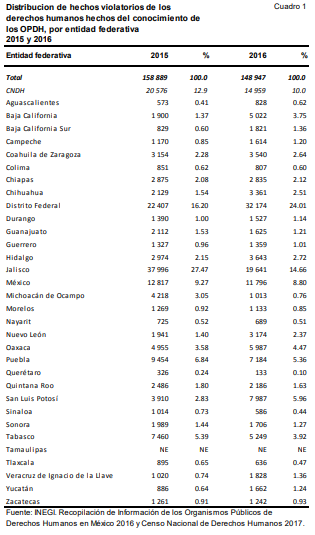 Distribucion de hechos violatorios de los
Cuadro 1
derechos humanos hechos del conocimiento de
los OPDH, por entidad federativa
2015 y 2016
Entidad federativa 2015 % 2016 %
Total 158 889 100.0 148 947 100.0
CNDH 20 576 12.9 14 959 10.0
Aguascalientes 573 0.41 828 0.62
Baja California 1 900 1.37 5 022 3.75
Baja California Sur 829 0.60 1 821 1.36
Campeche 1 170 0.85 1 614 1.20
Coahuila de Zaragoza 3 154 2.28 3 540 2.64
Colima 851 0.62 807 0.60
Chiapas 2 875 2.08 2 835 2.12
Chihuahua 2 129 1.54 3 361 2.51
Distrito Federal 22 407 16.20 32 174 24.01
Durango 1 390 1.00 1 527 1.14
Guanajuato 2 112 1.53 1 625 1.21
Guerrero 1 327 0.96 1 359 1.01
Hidalgo 2 974 2.15 3 643 2.72
Jalisco 37 996 27.47 19 641 14.66
México 12 817 9.27 11 796 8.80
Michoacán de Ocampo 4 218 3.05 1 013 0.76
Morelos 1 269 0.92 1 133 0.85
Nayarit 725 0.52 689 0.51
Nuevo León 1 941 1.40 3 174 2.37
Oaxaca 4 955 3.58 5 987 4.47
Puebla 9 454 6.84 7 184 5.36
Querétaro 326 0.24 133 0.10
Quintana Roo 2 486 1.80 2 186 1.63
San Luis Potosí 3 910 2.83 7 987 5.96
Sinaloa 1 014 0.73 586 0.44
Sonora 1 989 1.44 1 706 1.27
Tabasco 7 460 5.39 5 249 3.92
Tamaulipas NE NE NE NE
Tlaxcala 895 0.65 636 0.47
Veracruz de Ignacio de la Llave 1 020 0.74 1 828 1.36
Yucatán 886 0.64 1 662 1.24
Zacatecas 1 261 0.91 1 242 0.93
Fuente: INEGI. Recopilación de Información de los Organismos Públicos de
Derechos Humanos en México 2016 y Censo Nacional de Derechos Humanos 2017.